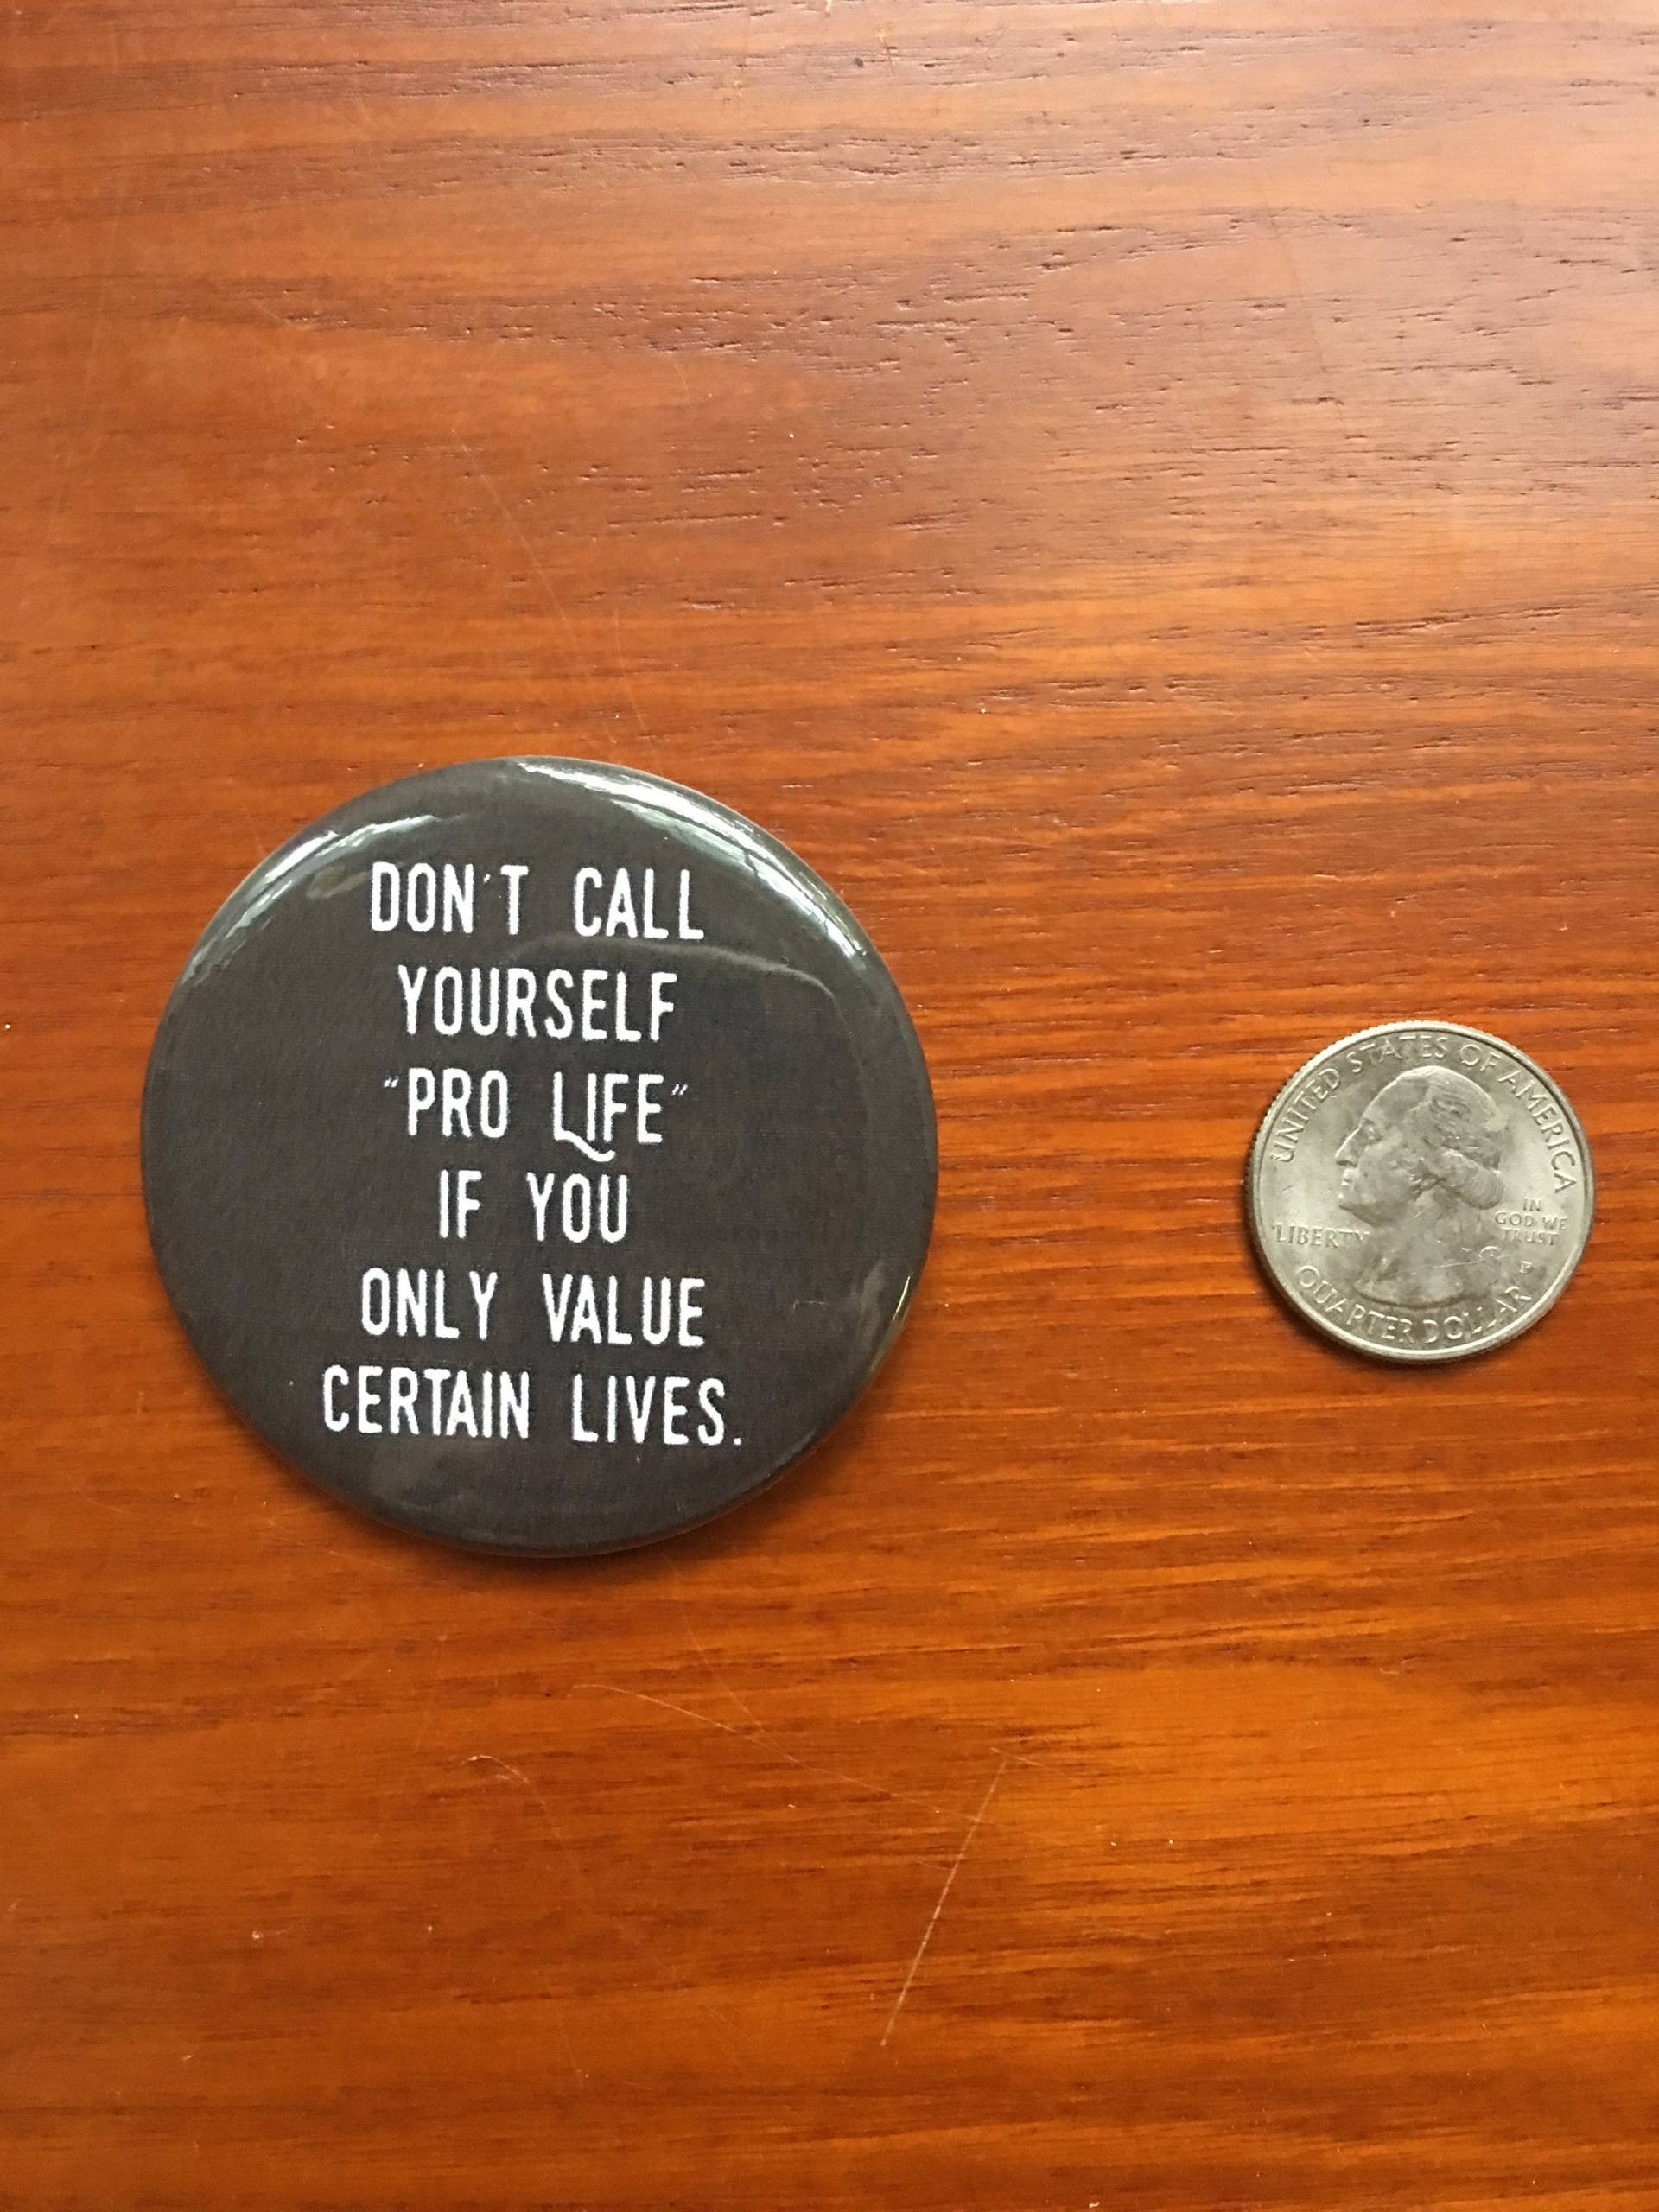 DON'T CALL
YOURSELF
"PRO LIFE"
IF YOU
ONLY VALUE
CERTAIN LIVES.
UNITED STATES OF AMERICA
LIBERTY
IN
GOD WE
TRUST
P
QUARTER DOLLAR